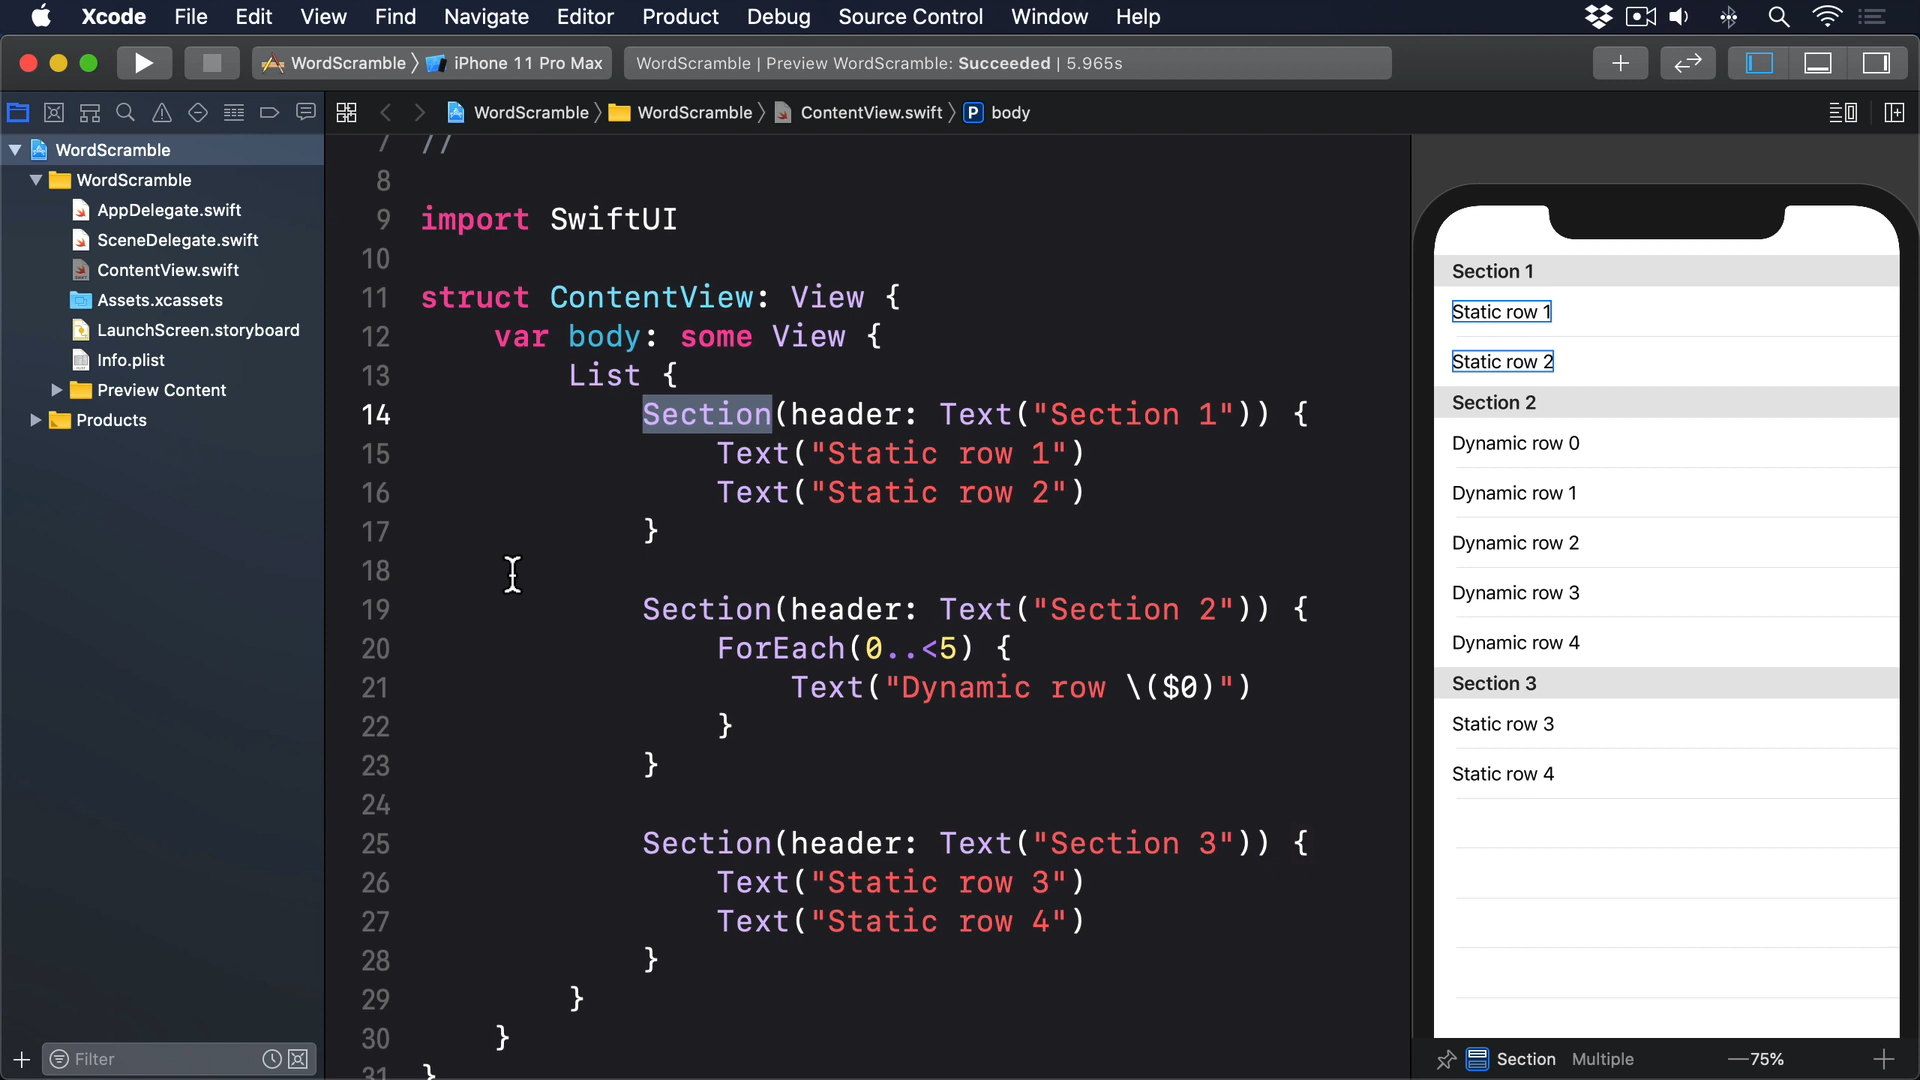 Xcode File Edit View Find Navigate Editor Product Debug Source Control Window Help
WordScramble iPhone 11 Pro Max
WordScramble | Preview WordScramble: Succeeded | 5.965s
WordScramble WordScramble ContentView.swift P body
WordScramble
WordScramble
AppDelegate.swift
SceneDelegate.swift
ContentView.swift
Assets.xcassets
LaunchScreen.storyboard
Info.plist
Preview Content
Products
Filter
7 //
8
9 import SwiftUI
10
11 struct ContentView: View {
12 var body: some View {
13 List {
14 Section(header: Text("Section 1")) {
15 Text("Static row 1")
16 Text("Static row 2")
17 }
18
19 Section(header: Text("Section 2")) {
20 ForEach(0..<5) {
21 Text("Dynamic row \($0)")
22 }
23 }
24
25 Section(header: Text("Section 3")) {
26 Text("Static row 3")
27 Text("Static row 4")
28 }
29 }
30 }
31 }
Section 1
Static row 1
Static row 2
Section 2
Dynamic row 0
Dynamic row 1
Dynamic row 2
Dynamic row 3
Dynamic row 4
Section 3
Static row 3
Static row 4
Section Multiple — 75% +